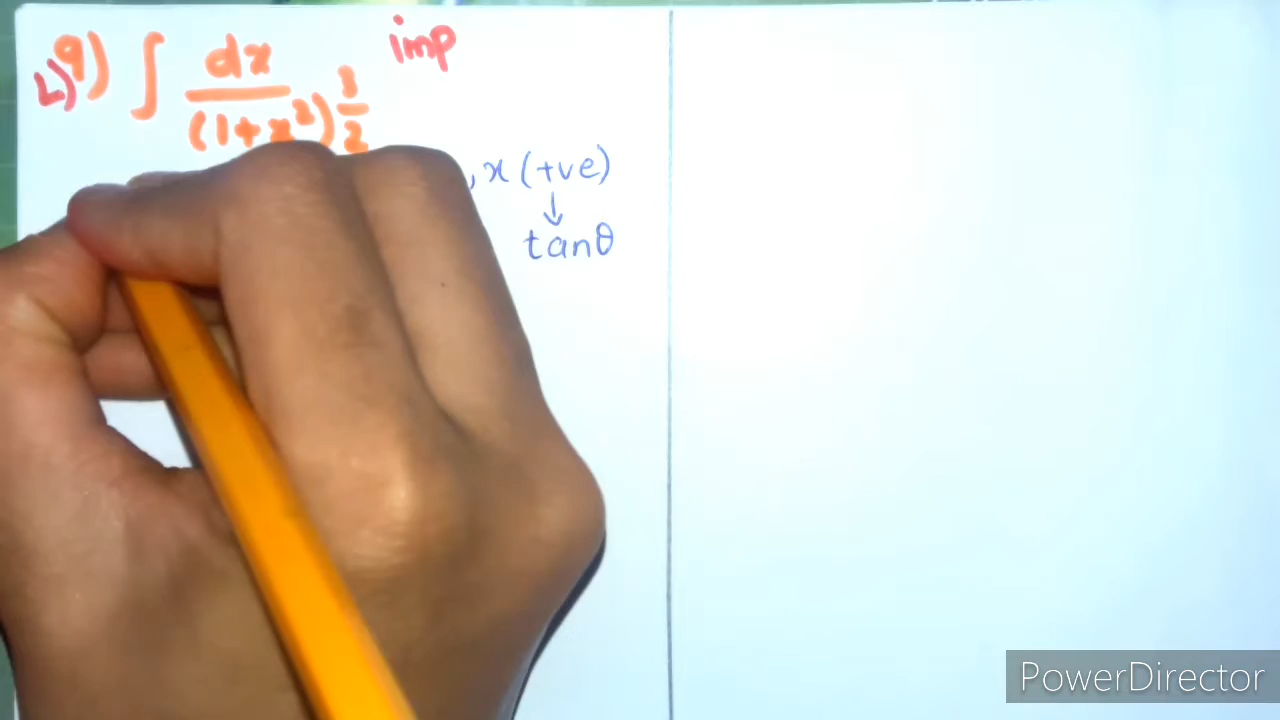 L) 9) ∫ dx / (1+x²)^3/2 imp
, x (+ve)
↓
tanθ
PowerDirector